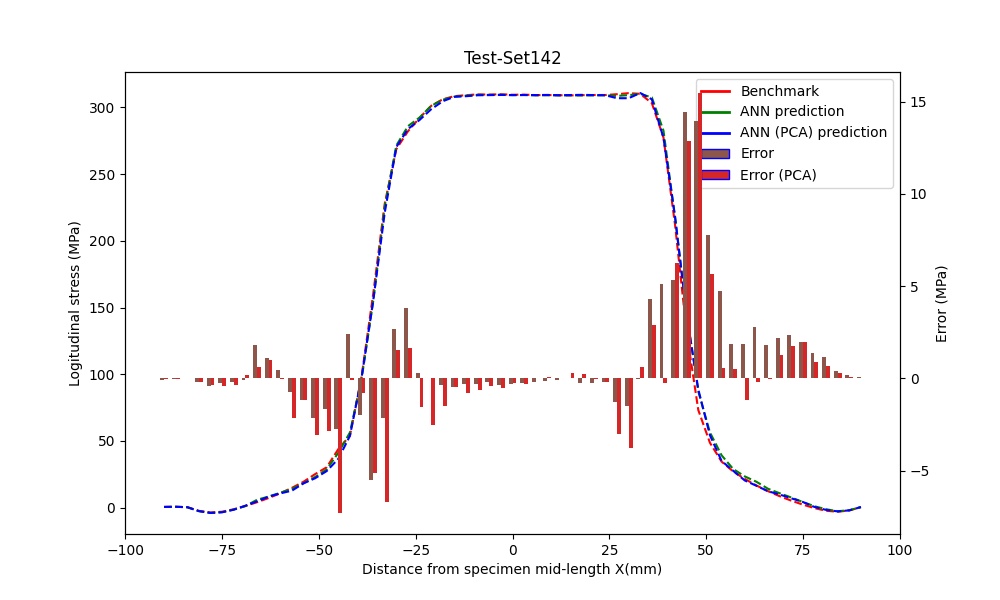 Test-Set142
Benchmark
ANN prediction
ANN (PCA) prediction
Error
Error (PCA)
300
250
200
150
100
50
0
Logitudinal stress (MPa)
15
10
5
0
−5
Error (MPa)
−100
−75
−50
−25
0
25
50
75
100
Distance from specimen mid-length X(mm)